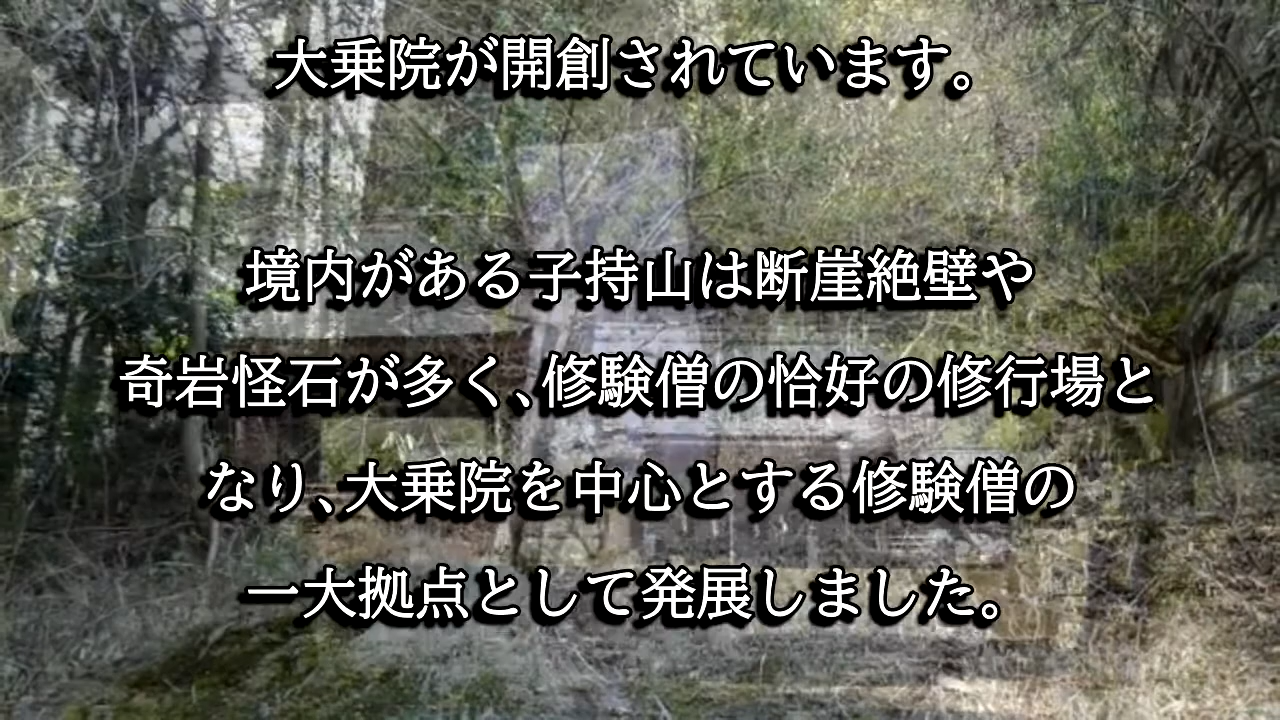 大乗院が開創されています。
境内がある子持山は断崖絶壁や
奇岩怪石が多く、修験僧の恰好の修行場と
なり、大乗院を中心とする修験僧の
一大拠点として発展しました。